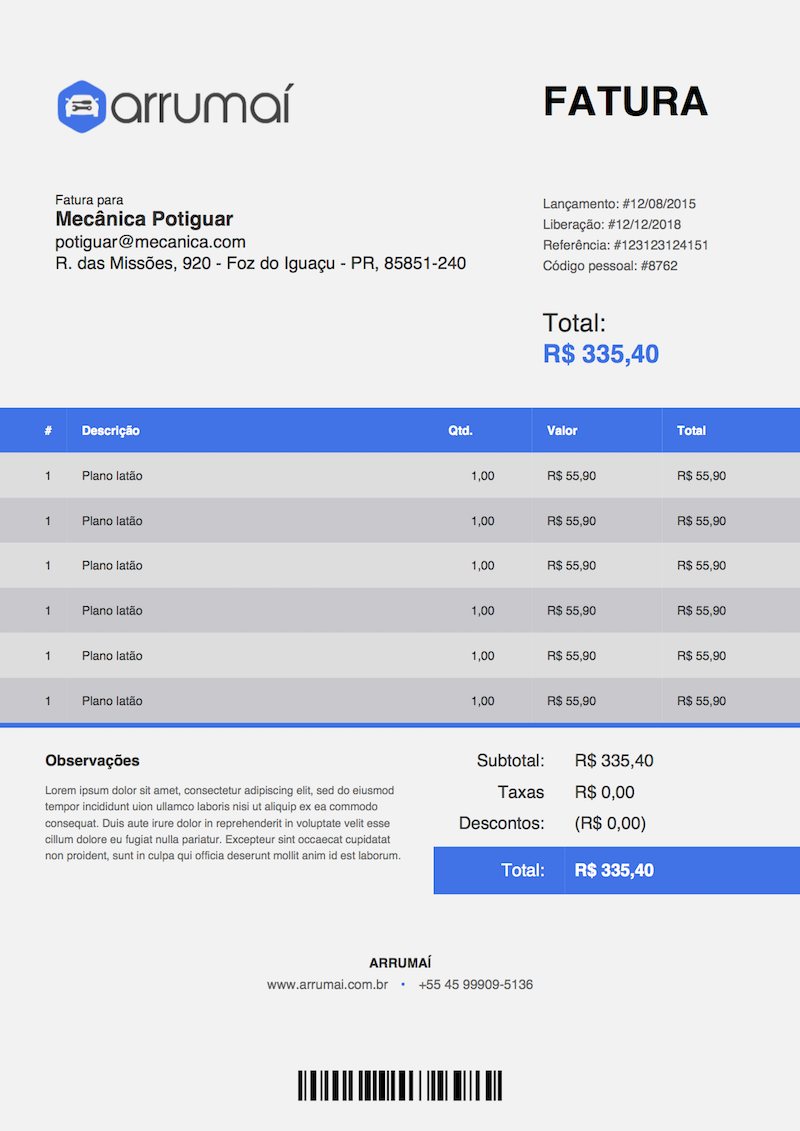 arrumaí
FATURA
Fatura para
Mecânica Potiguar
potiguar@mecanica.com
R. das Missões, 920 - Foz do Iguaçu - PR, 85851-240
Lançamento: #12/08/2015
Liberação: #12/12/2018
Referência: #123123124151
Código pessoal: #8762
Total:
R$ 335,40
# Descrição Qtd. Valor Total
1 Plano latão 1,00 R$ 55,90 R$ 55,90
1 Plano latão 1,00 R$ 55,90 R$ 55,90
1 Plano latão 1,00 R$ 55,90 R$ 55,90
1 Plano latão 1,00 R$ 55,90 R$ 55,90
1 Plano latão 1,00 R$ 55,90 R$ 55,90
1 Plano latão 1,00 R$ 55,90 R$ 55,90
Observações
Lorem ipsum dolor sit amet, consectetur adipiscing elit, sed do eiusmod
tempor incididunt uion ullamco laboris nisi ut aliquip ex ea commodo
consequat. Duis aute irure dolor in reprehenderit in voluptate velit esse
cillum dolore eu fugiat nulla pariatur. Excepteur sint occaecat cupidatat
non proident, sunt in culpa qui officia deserunt mollit anim id est laborum.
Subtotal: R$ 335,40
Taxas R$ 0,00
Descontos: (R$ 0,00)
Total: R$ 335,40
ARRUMAÍ
www.arrumai.com.br • +55 45 99909-5136